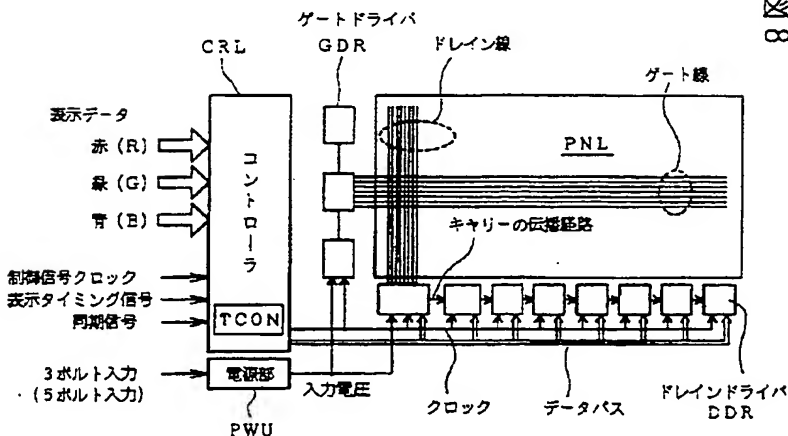 図8
ゲートドライバ
GDR
CRL
ドレイン線
ゲート線
表示データ
赤(R)
緑(G)
青(B)
コントローラ
PNL
キャリーの伝播経路
制御信号クロック
表示タイミング信号
同期信号
TCON
3ボルト入力
(5ボルト入力)
電源部
入力電圧
PWU
クロック
データバス
ドレインドライバ
DDR